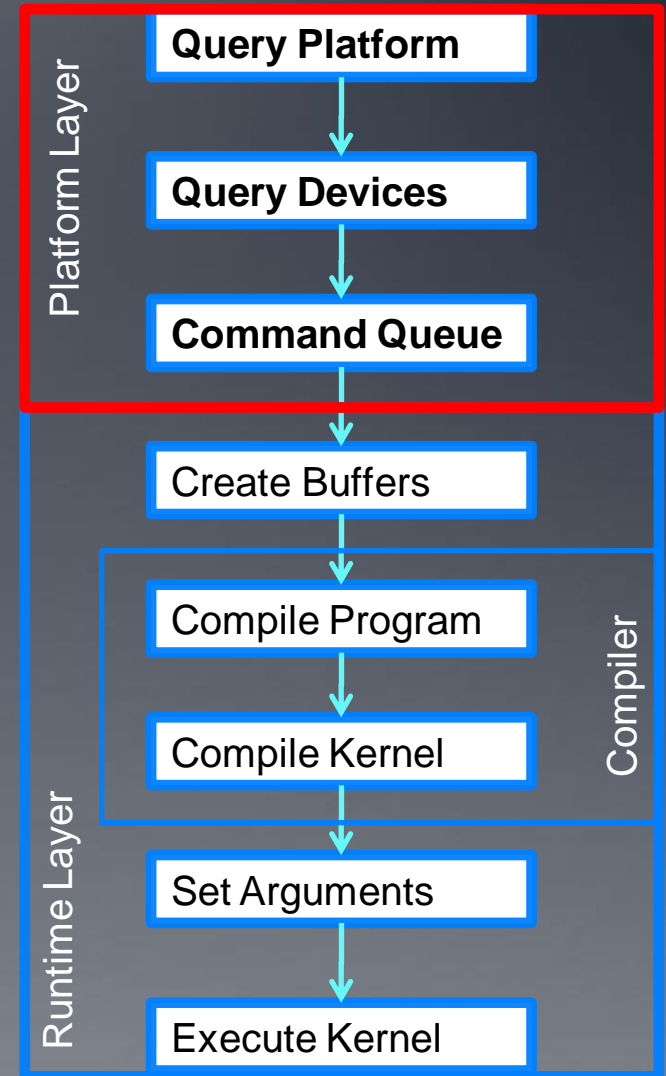 Platform Layer
Query Platform
Query Devices
Command Queue
Runtime Layer
Create Buffers
Compiler
Compile Program
Compile Kernel
Set Arguments
Execute Kernel